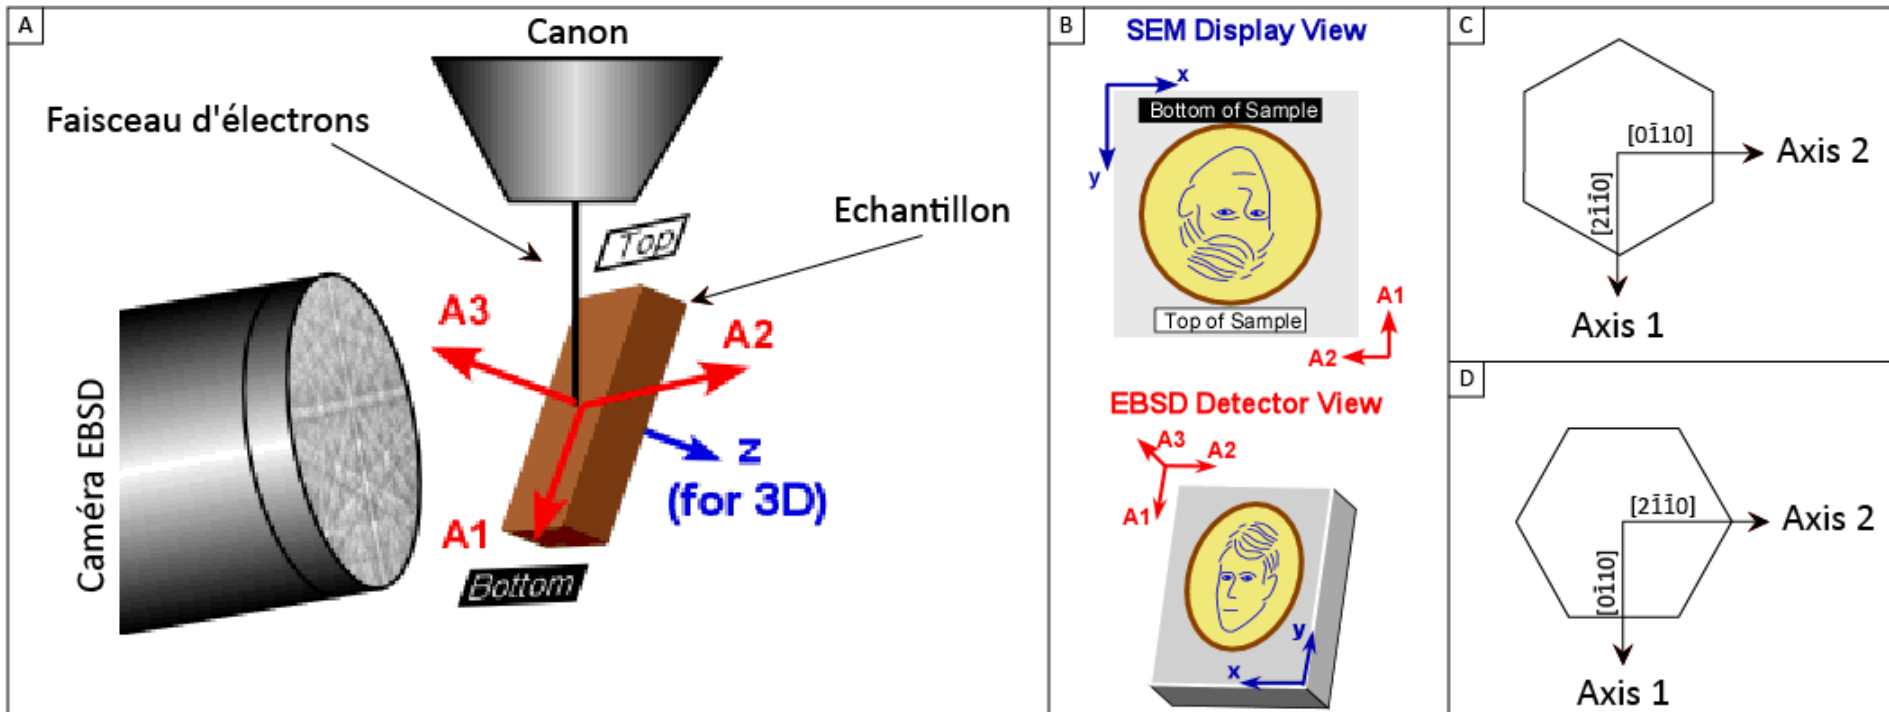 A
Canon
Faisceau d'électrons
Top
Echantillon
A3
A2
Caméra EBSD
z
(for 3D)
A1
Bottom
B
SEM Display View
x
Bottom of Sample
y
Top of Sample
A1
A2
EBSD Detector View
A3
A2
A1
y
x
C
[01̄10]
Axis 2
[21̄1̄0]
Axis 1
D
[21̄1̄0]
Axis 2
[01̄10]
Axis 1